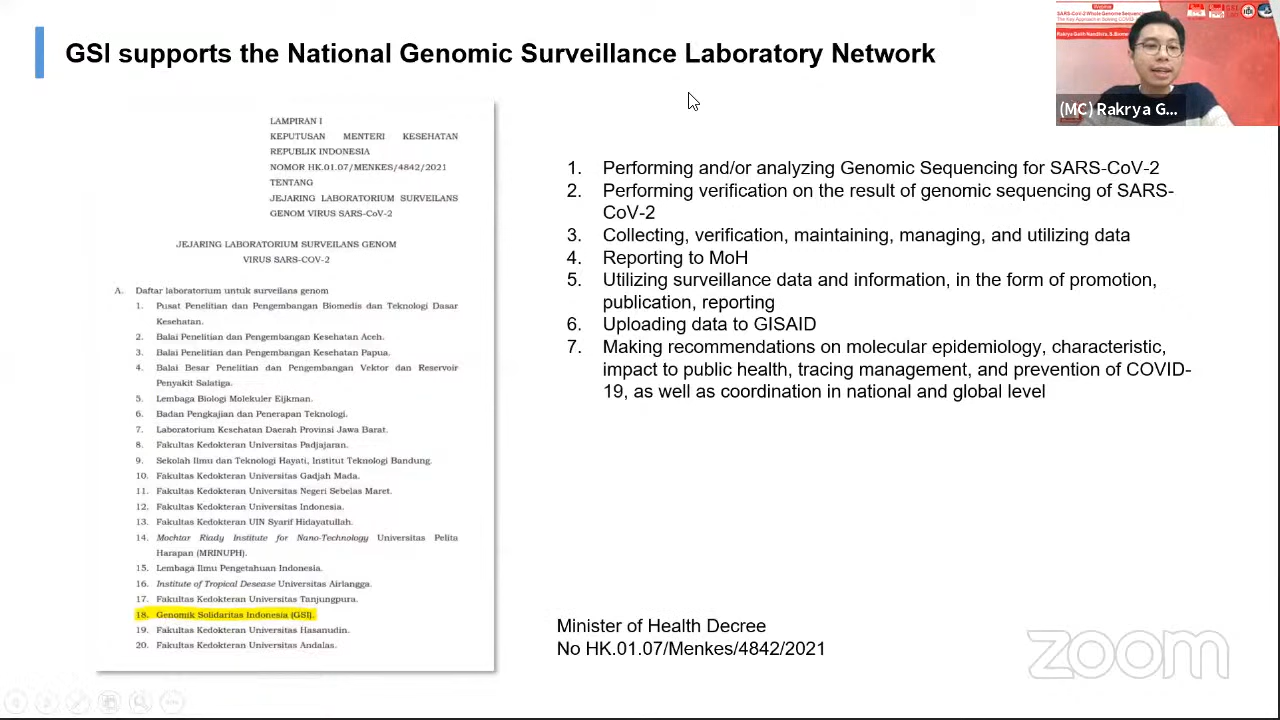 GSI supports the National Genomic Surveillance Laboratory Network
SARS-CoV-2 Whole Genome Sequencing
(MC) Rakrya G...
LAMPIRAN I
KEPUTUSAN MENTERI KESEHATAN
REPUBLIK INDONESIA
NOMOR HK.01.07/MENKES/4842/2021
TENTANG
JEJARING LABORATORIUM SURVEILANS
GENOM VIRUS SARS-CoV-2
JEJARING LABORATORIUM SURVEILANS GENOM
VIRUS SARS-COV-2
A. Daftar laboratorium untuk surveilans genom
1. Pusat Penelitian dan Pengembangan Biomedis dan Teknologi Dasar
Kesehatan.
2. Balai Penelitian dan Pengembangan Kesehatan Aceh.
3. Balai Penelitian dan Pengembangan Kesehatan Papua.
4. Balai Besar Penelitian dan Pengembangan Vektor dan Reservoir
Penyakit Salatiga.
5. Lembaga Biologi Molekuler Eijkman.
6. Badan Pengkajian dan Penerapan Teknologi.
7. Laboratorium Kesehatan Daerah Provinsi Jawa Barat.
8. Fakultas Kedokteran Universitas Padjajaran.
9. Sekolah Ilmu dan Teknologi Hayati, Institut Teknologi Bandung.
10. Fakultas Kedokteran Universitas Gadjah Mada.
11. Fakultas Kedokteran Universitas Negeri Sebelas Maret.
12. Fakultas Kedokteran Universitas Indonesia.
13. Fakultas Kedokteran UIN Syarif Hidayatullah.
14. Mochtar Riady Institute for Nano-Technology Universitas Pelita
Harapan (MRINUPH).
15. Lembaga Ilmu Pengetahuan Indonesia.
16. Institute of Tropical Desease Universitas Airlangga.
17. Fakultas Kedokteran Universitas Tanjungpura.
18. Genomik Solidaritas Indonesia (GSI).
19. Fakultas Kedokteran Universitas Hasanudin.
20. Fakultas Kedokteran Universitas Andalas.
1. Performing and/or analyzing Genomic Sequencing for SARS-CoV-2
2. Performing verification on the result of genomic sequencing of SARS-
CoV-2
3. Collecting, verification, maintaining, managing, and utilizing data
4. Reporting to MoH
5. Utilizing surveillance data and information, in the form of promotion,
publication, reporting
6. Uploading data to GISAID
7. Making recommendations on molecular epidemiology, characteristic,
impact to public health, tracing management, and prevention of COVID-
19, as well as coordination in national and global level
Minister of Health Decree
No HK.01.07/Menkes/4842/2021
zoom